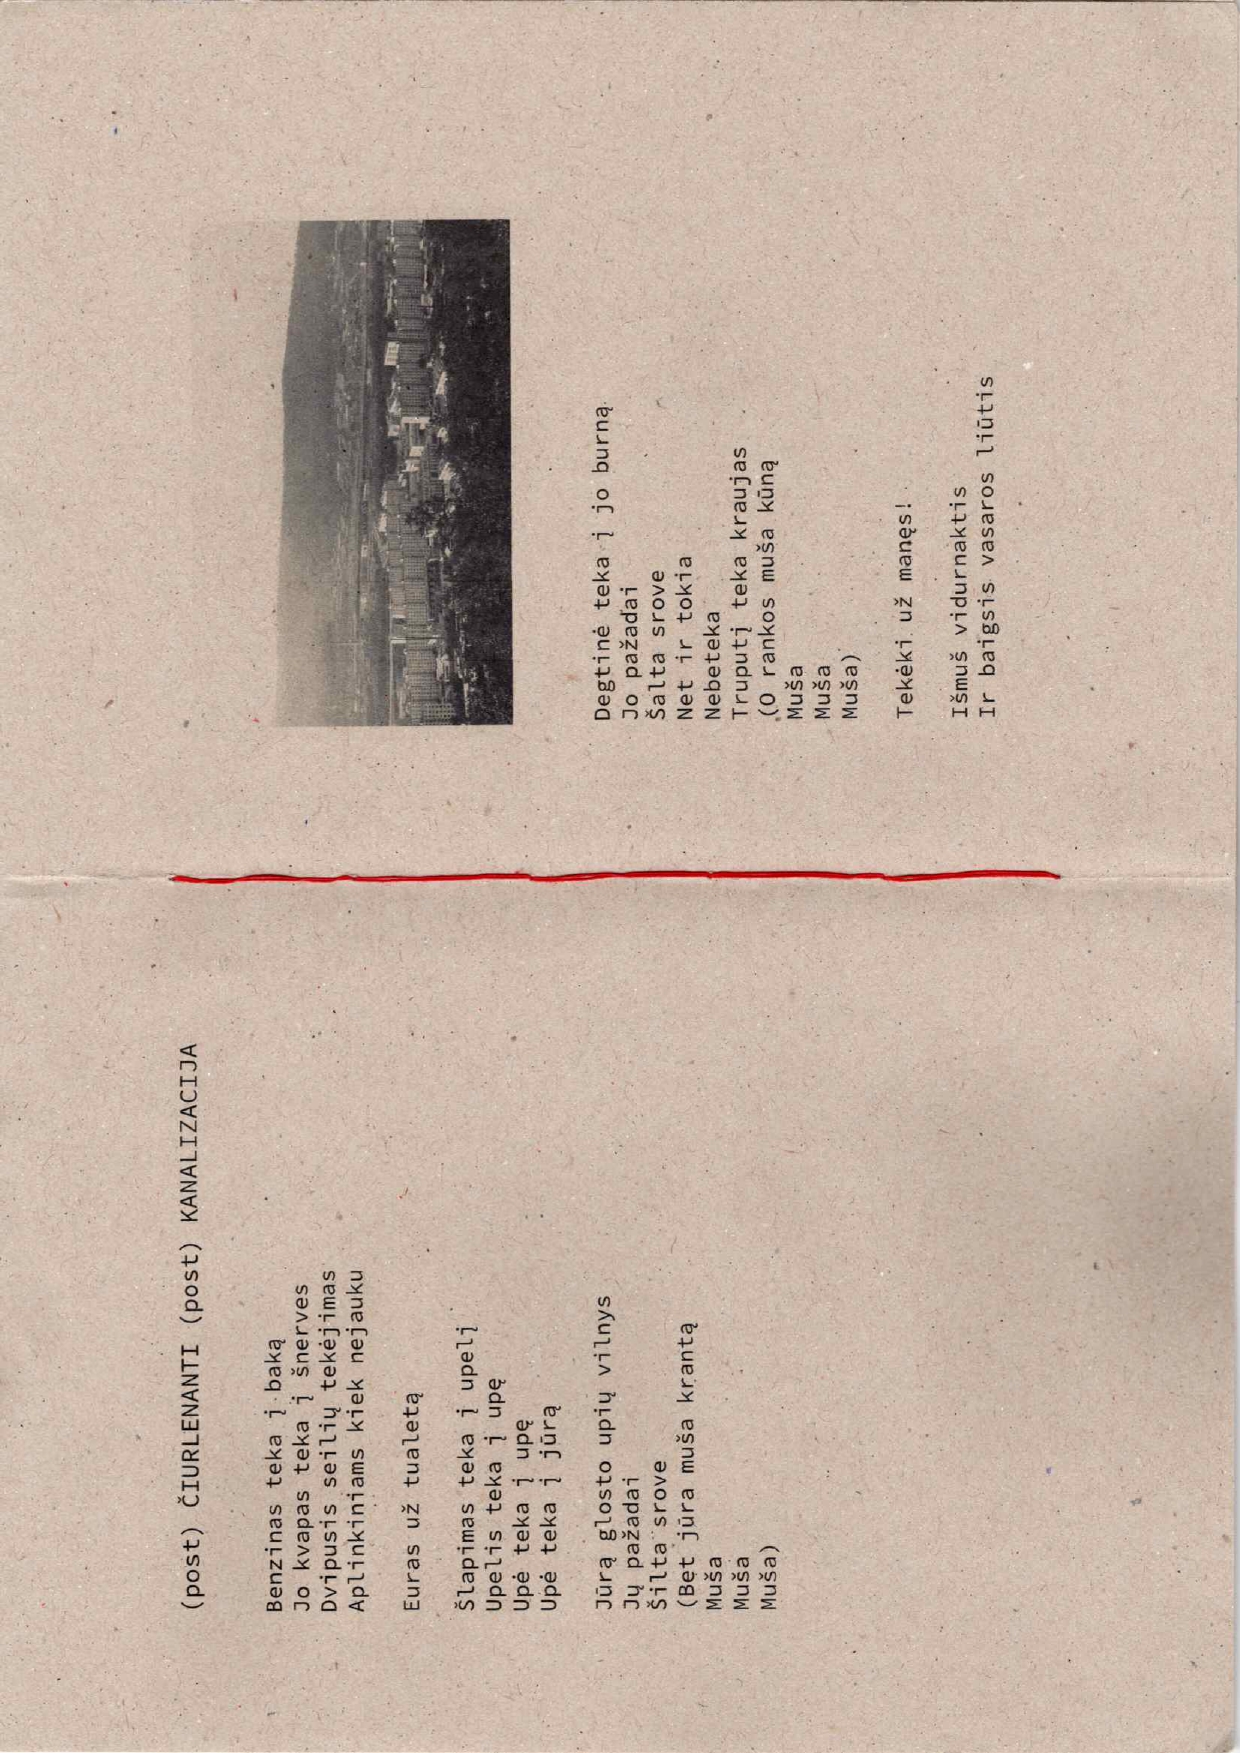 (post) ČIURLENANTI (post) KANALIZACIJA
Benzinas teka į baką
Jo kvapas teka į šnerves
Dvipusis seilių tekėjimas
Aplinkiniams kiek nejauku
Euras už tualetą
Šlapimas teka į upelį
Upelis teka į upę
Upė teka į upę
Upė teka į jūrą
Jūrą glosto upių vilnys
Jų pažadai
Šilta srove
(Bet jūra muša krantą
Muša
Muša
Muša)
Degtinė teka į jo burną
Jo pažadai
Šalta srove
Net ir tokia
Nebeteka
Truputį teka kraujas
(O rankos muša kūną
Muša
Muša
Muša)
Tekėki už manęs!
Išmuš vidurnaktis
Ir baigsis vasaros liūtis